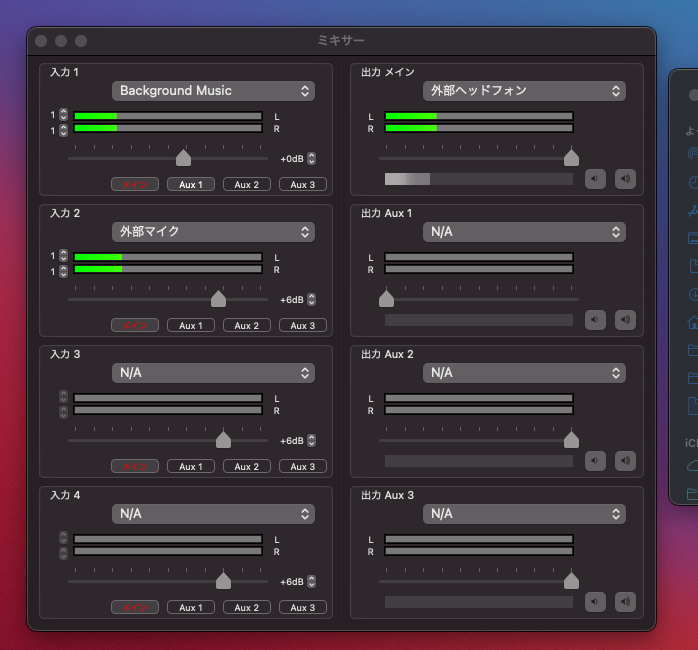 ミキサー
入力 1
Background Music
1
L
1
R
+0dB
メイン Aux 1 Aux 2 Aux 3
出力 メイン
外部ヘッドフォン
L
R
入力 2
外部マイク
1
L
1
R
+6dB
メイン Aux 1 Aux 2 Aux 3
出力 Aux 1
N/A
L
R
入力 3
N/A
L
R
+6dB
メイン Aux 1 Aux 2 Aux 3
出力 Aux 2
N/A
L
R
入力 4
N/A
L
R
+6dB
メイン Aux 1 Aux 2 Aux 3
出力 Aux 3
N/A
L
R
よ
iCl